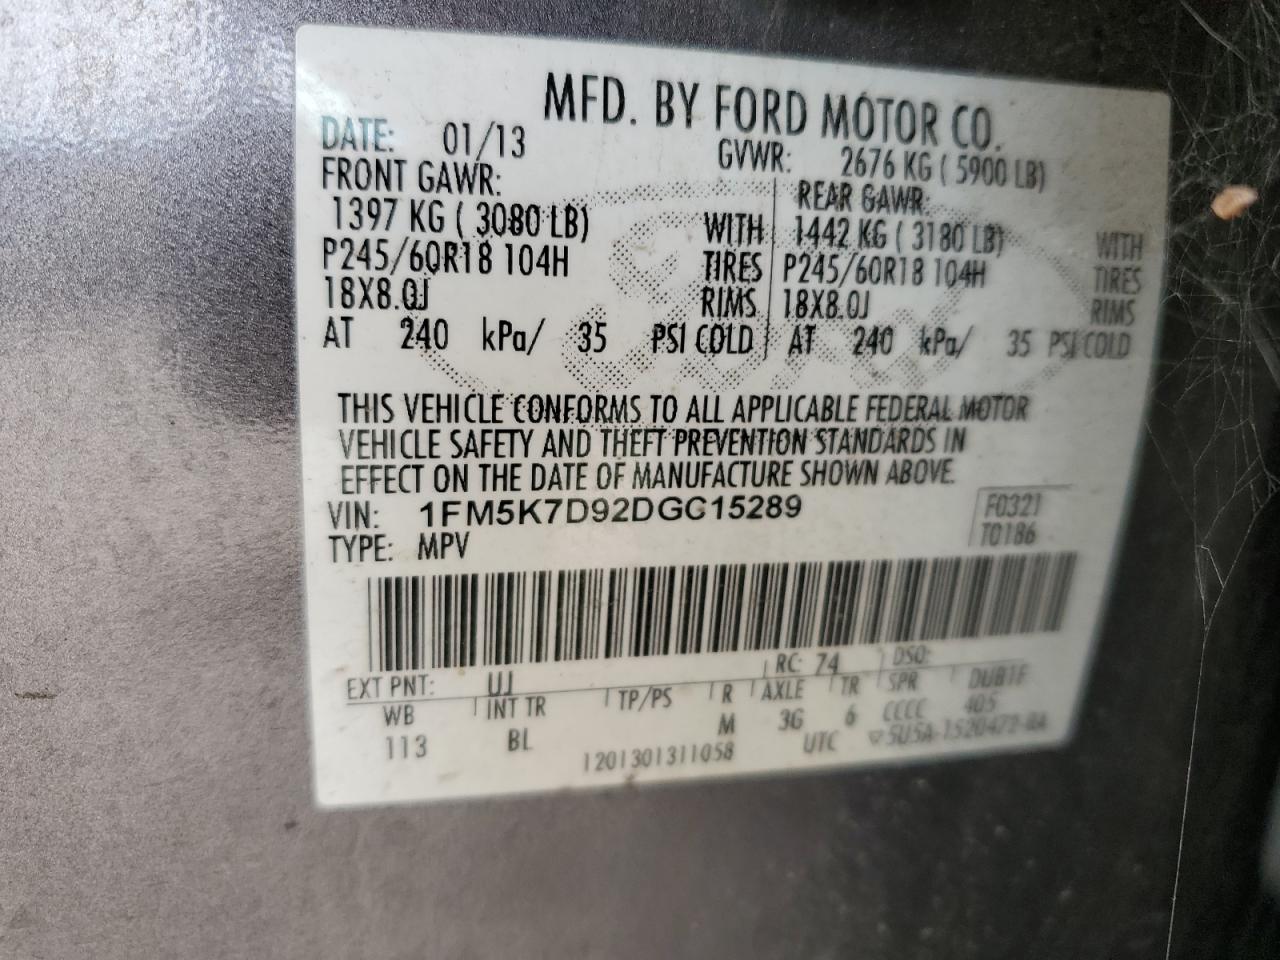 MFD. BY FORD MOTOR CO.
DATE: 01/13 GVWR: 2676 KG ( 5900 LB)
FRONT GAWR: REAR GAWR:
1397 KG ( 3080 LB) WITH 1442 KG ( 3180 LB) WITH
P245/60R18 104H TIRES P245/60R18 104H TIRES
18X8.0J RIMS 18X8.0J RIMS
AT 240 kPa/ 35 PSI COLD AT 240 kPa/ 35 PSI COLD
THIS VEHICLE CONFORMS TO ALL APPLICABLE FEDERAL MOTOR
VEHICLE SAFETY AND THEFT PREVENTION STANDARDS IN
EFFECT ON THE DATE OF MANUFACTURE SHOWN ABOVE.
VIN: 1FM5K7D92DGC15289 F0321
TYPE: MPV T0186
EXT PNT: UJ RC: 74 DSO:
WB INT TR TP/PS R AXLE TR SPR DUB1F
113 BL M 3G 6 CCCC 405
1201301311058 UTC ▽5U5A-1520472-BA